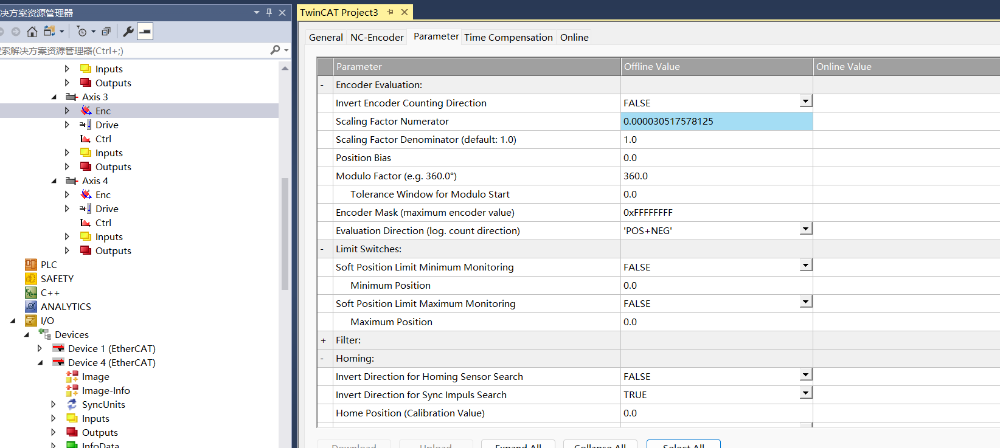 决方案资源管理器
搜索解决方案资源管理器(Ctrl+;)
Inputs
Outputs
Axis 3
Enc
Drive
Ctrl
Inputs
Outputs
Axis 4
Enc
Drive
Ctrl
Inputs
Outputs
PLC
SAFETY
C++
ANALYTICS
I/O
Devices
Device 1 (EtherCAT)
Device 4 (EtherCAT)
Image
Image-Info
SyncUnits
Inputs
Outputs
InfoData
TwinCAT Project3
General NC-Encoder Parameter Time Compensation Online
Parameter Offline Value Online Value
- Encoder Evaluation:
Invert Encoder Counting Direction FALSE
Scaling Factor Numerator 0.000030517578125
Scaling Factor Denominator (default: 1.0) 1.0
Position Bias 0.0
Modulo Factor (e.g. 360.0°) 360.0
Tolerance Window for Modulo Start 0.0
Encoder Mask (maximum encoder value) 0xFFFFFFFF
Evaluation Direction (log. count direction) 'POS+NEG'
- Limit Switches:
Soft Position Limit Minimum Monitoring FALSE
Minimum Position 0.0
Soft Position Limit Maximum Monitoring FALSE
Maximum Position 0.0
+ Filter:
- Homing:
Invert Direction for Homing Sensor Search FALSE
Invert Direction for Sync Impuls Search TRUE
Home Position (Calibration Value) 0.0
Download Upload Expand All Collapse All Select All